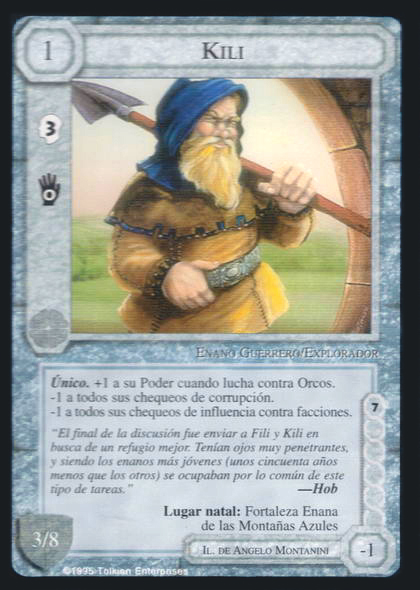 1
KILI
3
0
ENANO GUERRERO/EXPLORADOR
Único. +1 a su Poder cuando lucha contra Orcos.
-1 a todos sus chequeos de corrupción.
-1 a todos sus chequeos de influencia contra facciones.
7
"El final de la discusión fue enviar a Fili y Kili en
busca de un refugio mejor. Tenían ojos muy penetrantes,
y siendo los enanos más jóvenes (unos cincuenta años
menos que los otros) se ocupaban por lo común de este
tipo de tareas." —Hob
Lugar natal: Fortaleza Enana
de las Montañas Azules
3/8
IL. DE ANGELO MONTANINI
-1
©1995 Tolkien Enterprises